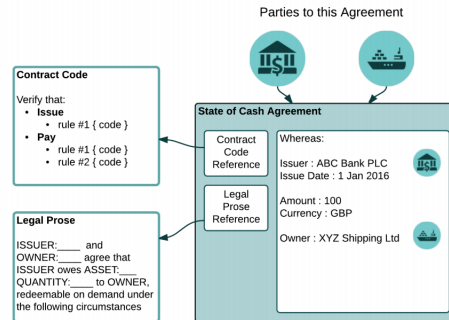 Parties to this Agreement
Contract Code
Verify that:
• Issue
• rule #1 { code }
• Pay
• rule #1 { code }
• rule #2 { code }
State of Cash Agreement
Contract
Code
Reference
Legal
Prose
Reference
Whereas:
Issuer : ABC Bank PLC
Issue Date : 1 Jan 2016
Amount : 100
Currency : GBP
Owner : XYZ Shipping Ltd
Legal Prose
ISSUER:____ and
OWNER:____ agree that
ISSUER owes ASSET:___
QUANTITY:____ to OWNER,
redeemable on demand under
the following circumstances